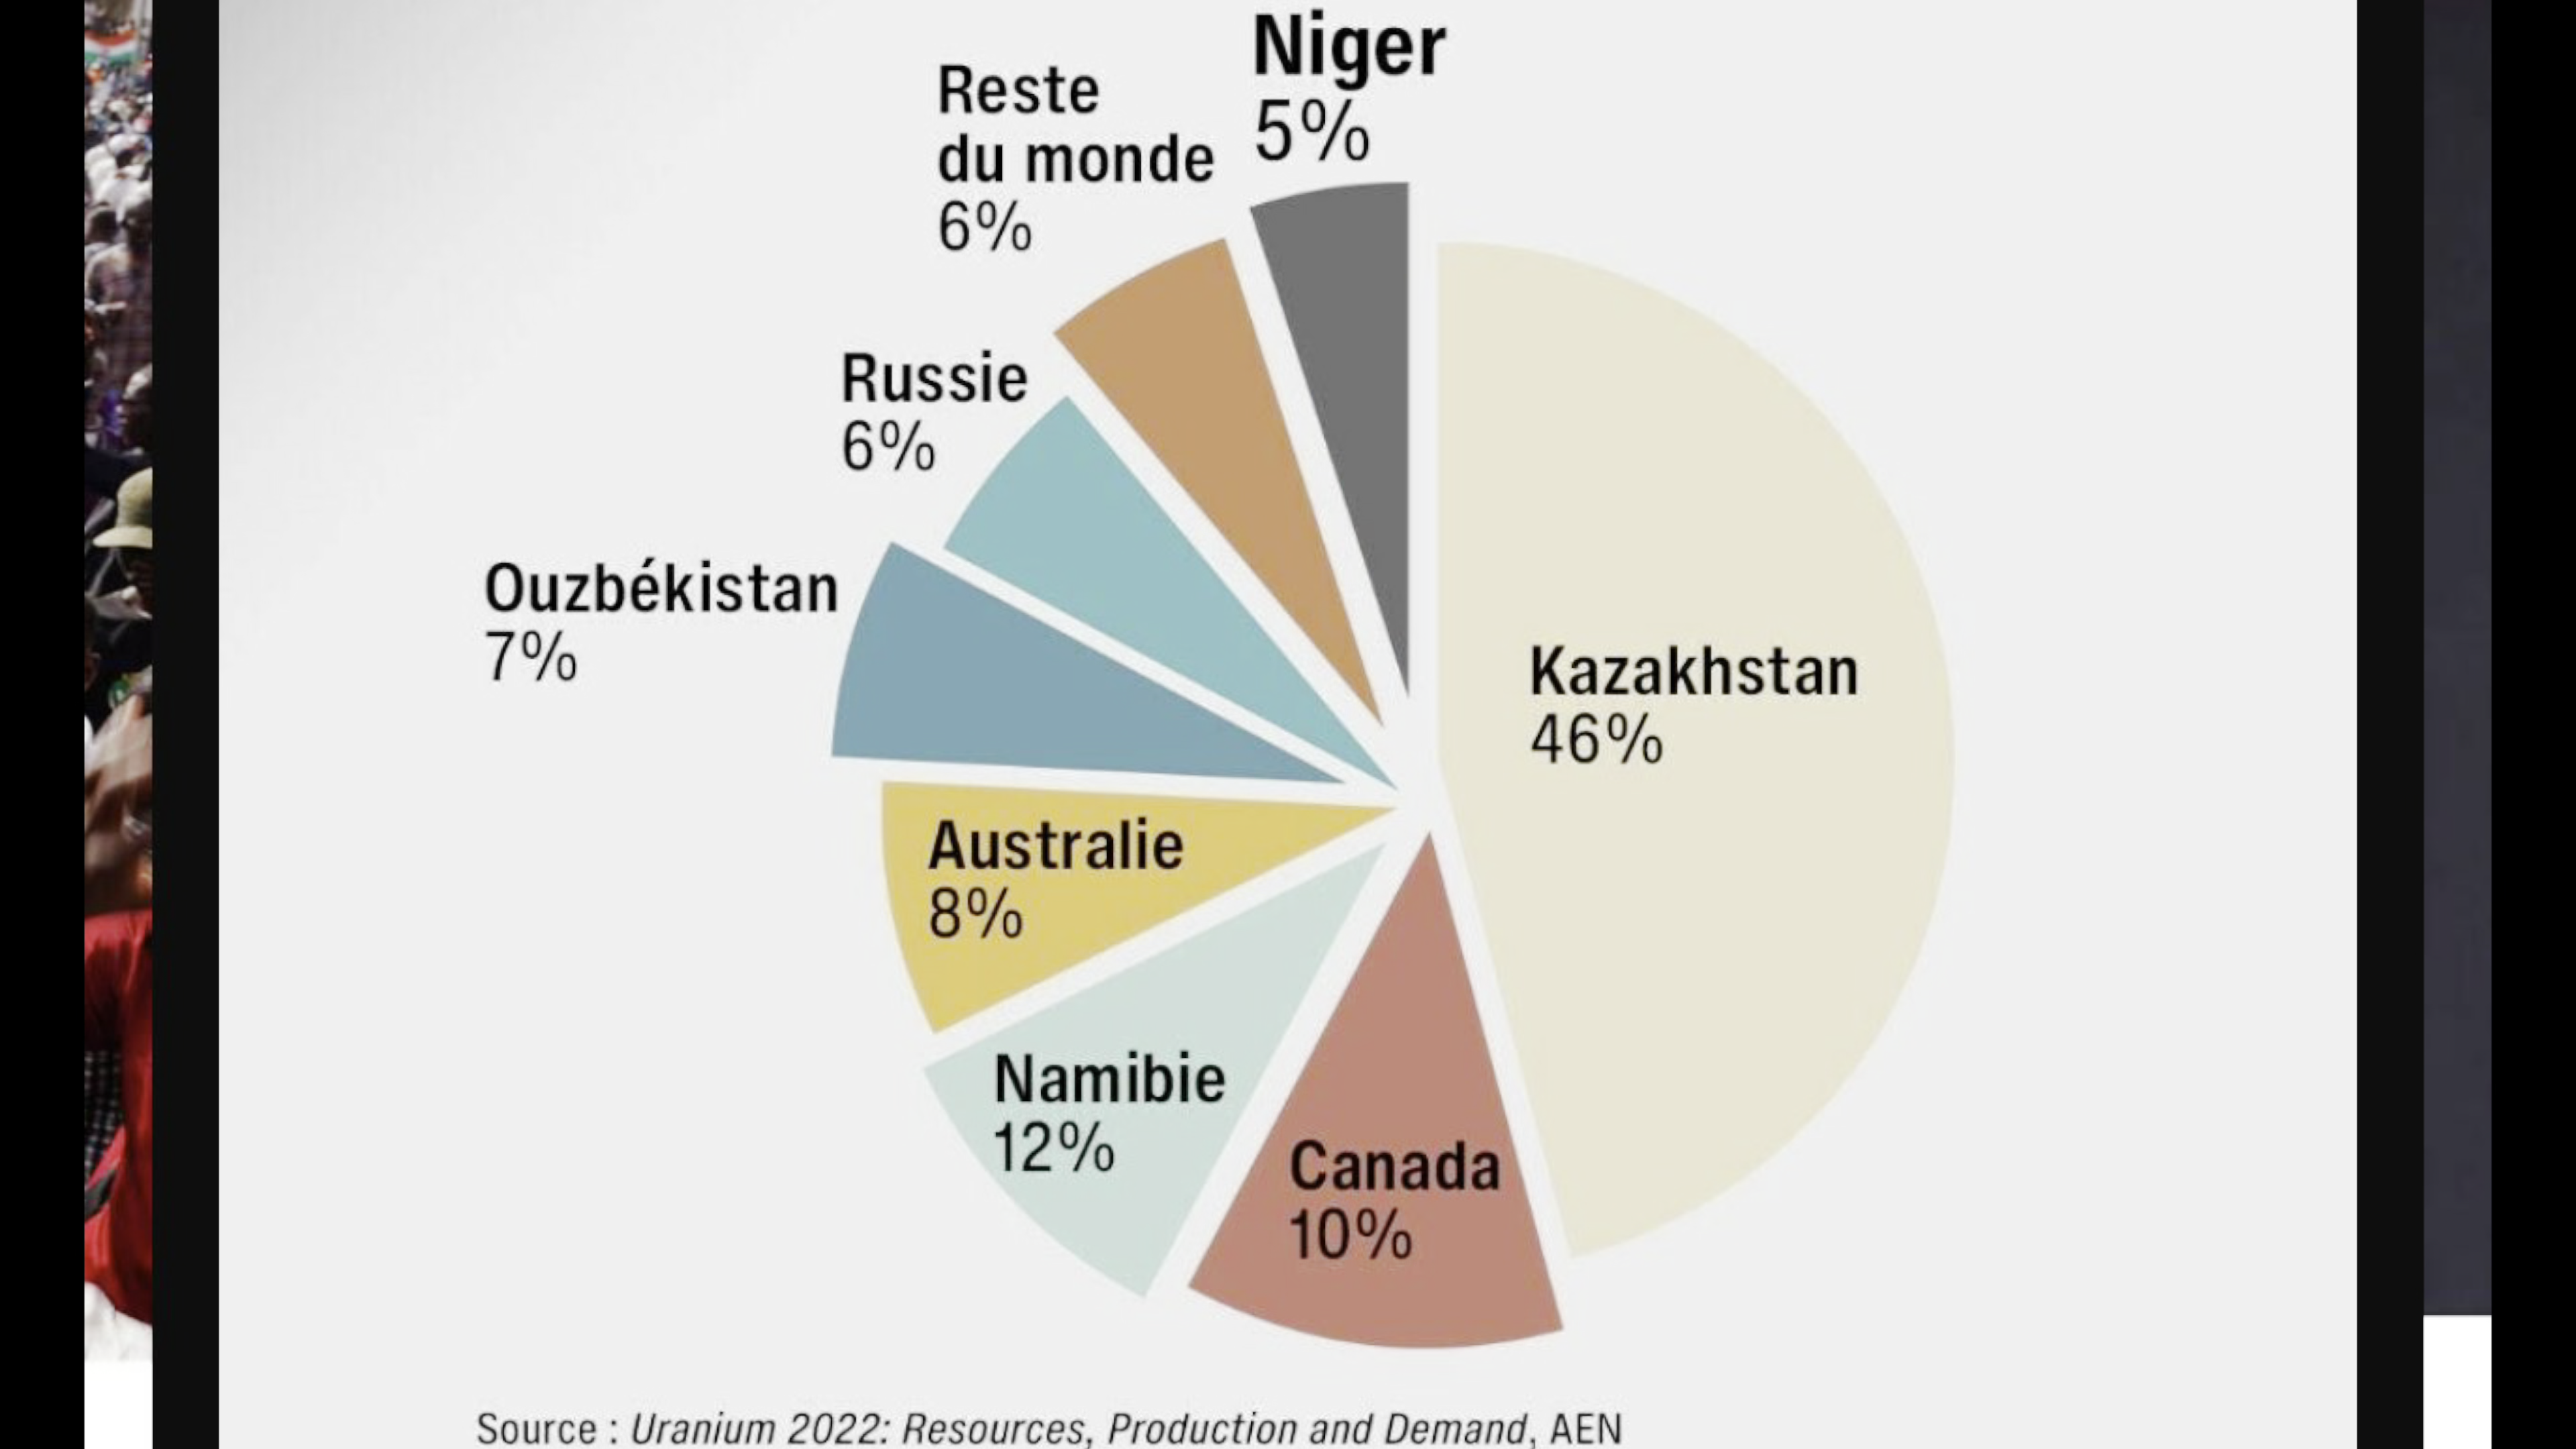 Niger
5%
Reste
du monde
6%
Russie
6%
Ouzbékistan
7%
Kazakhstan
46%
Australie
8%
Namibie
12%
Canada
10%
Source : Uranium 2022: Resources, Production and Demand, AEN